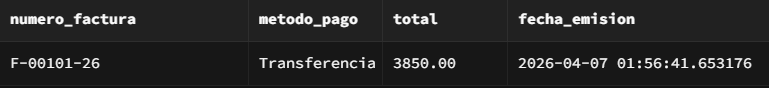 numero_factura metodo_pago total fecha_emision
F-00101-26 Transferencia 3850.00 2026-04-07 01:56:41.653176